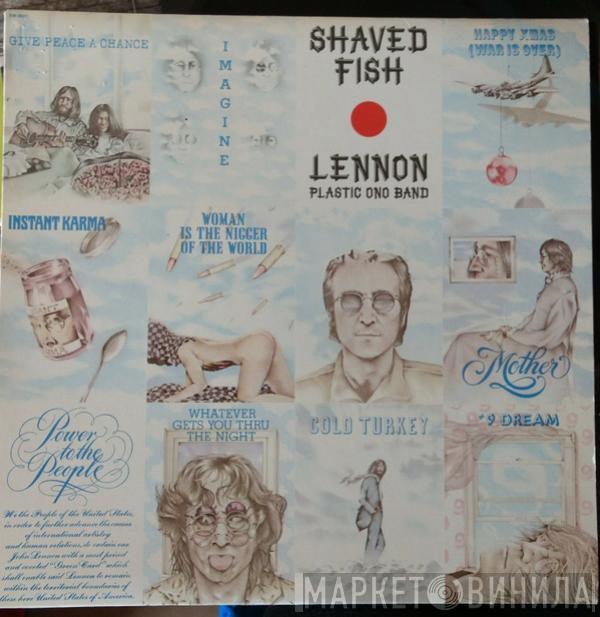 GIVE PEACE A CHANCE
IMAGINE
SHAVED
FISH
LENNON
PLASTIC ONO BAND
HAPPY XMAS
(WAR IS OVER)
INSTANT KARMA
WOMAN
IS THE NIGGER
OF THE WORLD
Mother
Power
to the
People
We the People of the United States,
in order to further advance the causes
of international artistry
and human relations, do ordain our
John Lennon with a most prized
and coveted "Green Card" which
shall enable said Lennon to remain
within the territorial boundaries of
these here United States of America.
WHATEVER
GETS YOU THRU
THE NIGHT
COLD TURKEY
#9 DREAM
МАРКЕТ ВИНИЛА